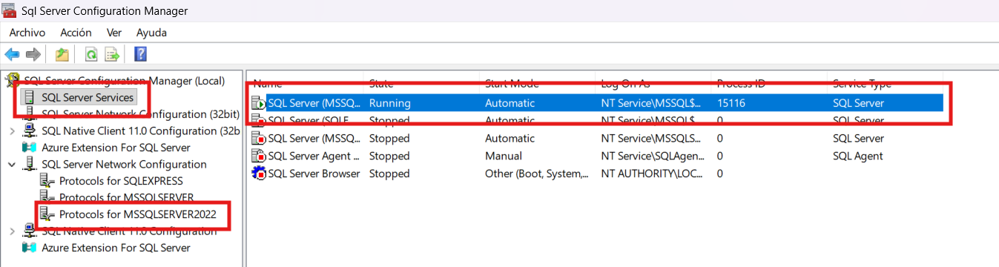 Sql Server Configuration Manager
Archivo Acción Ver Ayuda
SQL Server Configuration Manager (Local)
SQL Server Services
SQL Server Network Configuration (32bit)
SQL Native Client 11.0 Configuration (32b
Azure Extension For SQL Server
SQL Server Network Configuration
Protocols for SQLEXPRESS
Protocols for MSSQLSERVER
Protocols for MSSQLSERVER2022
SQL Native Client 11.0 Configuration
Azure Extension For SQL Server
Name State Start Mode Log On As Process ID Service Type
SQL Server (MSSQ... Running Automatic NT Service\MSSQL$... 15116 SQL Server
SQL Server (SQLE... Stopped Automatic NT Service\MSSQL$... 0 SQL Server
SQL Server (MSSQ... Stopped Automatic NT Service\MSSQLS... 0 SQL Server
SQL Server Agent ... Stopped Manual NT Service\SQLAgen... 0 SQL Agent
SQL Server Browser Stopped Other (Boot, System,... NT AUTHORITY\LOC... 0